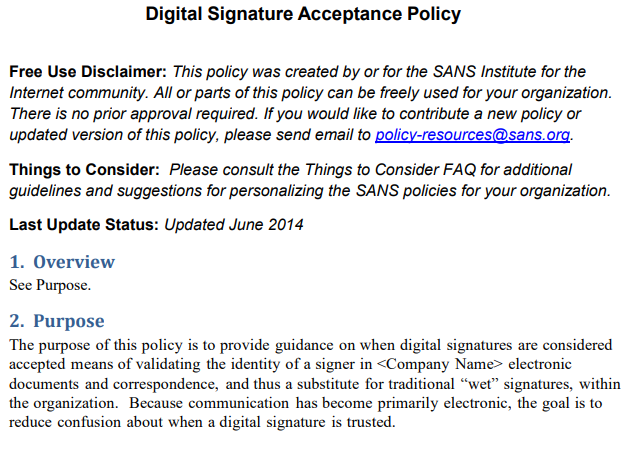 Digital Signature Acceptance Policy
Free Use Disclaimer: This policy was created by or for the SANS Institute for the
Internet community. All or parts of this policy can be freely used for your organization.
There is no prior approval required. If you would like to contribute a new policy or
updated version of this policy, please send email to policy-resources@sans.org.
Things to Consider: Please consult the Things to Consider FAQ for additional
guidelines and suggestions for personalizing the SANS policies for your organization.
Last Update Status: Updated June 2014
1. Overview
See Purpose.
2. Purpose
The purpose of this policy is to provide guidance on when digital signatures are considered
accepted means of validating the identity of a signer in <Company Name> electronic
documents and correspondence, and thus a substitute for traditional “wet” signatures, within
the organization. Because communication has become primarily electronic, the goal is to
reduce confusion about when a digital signature is trusted.